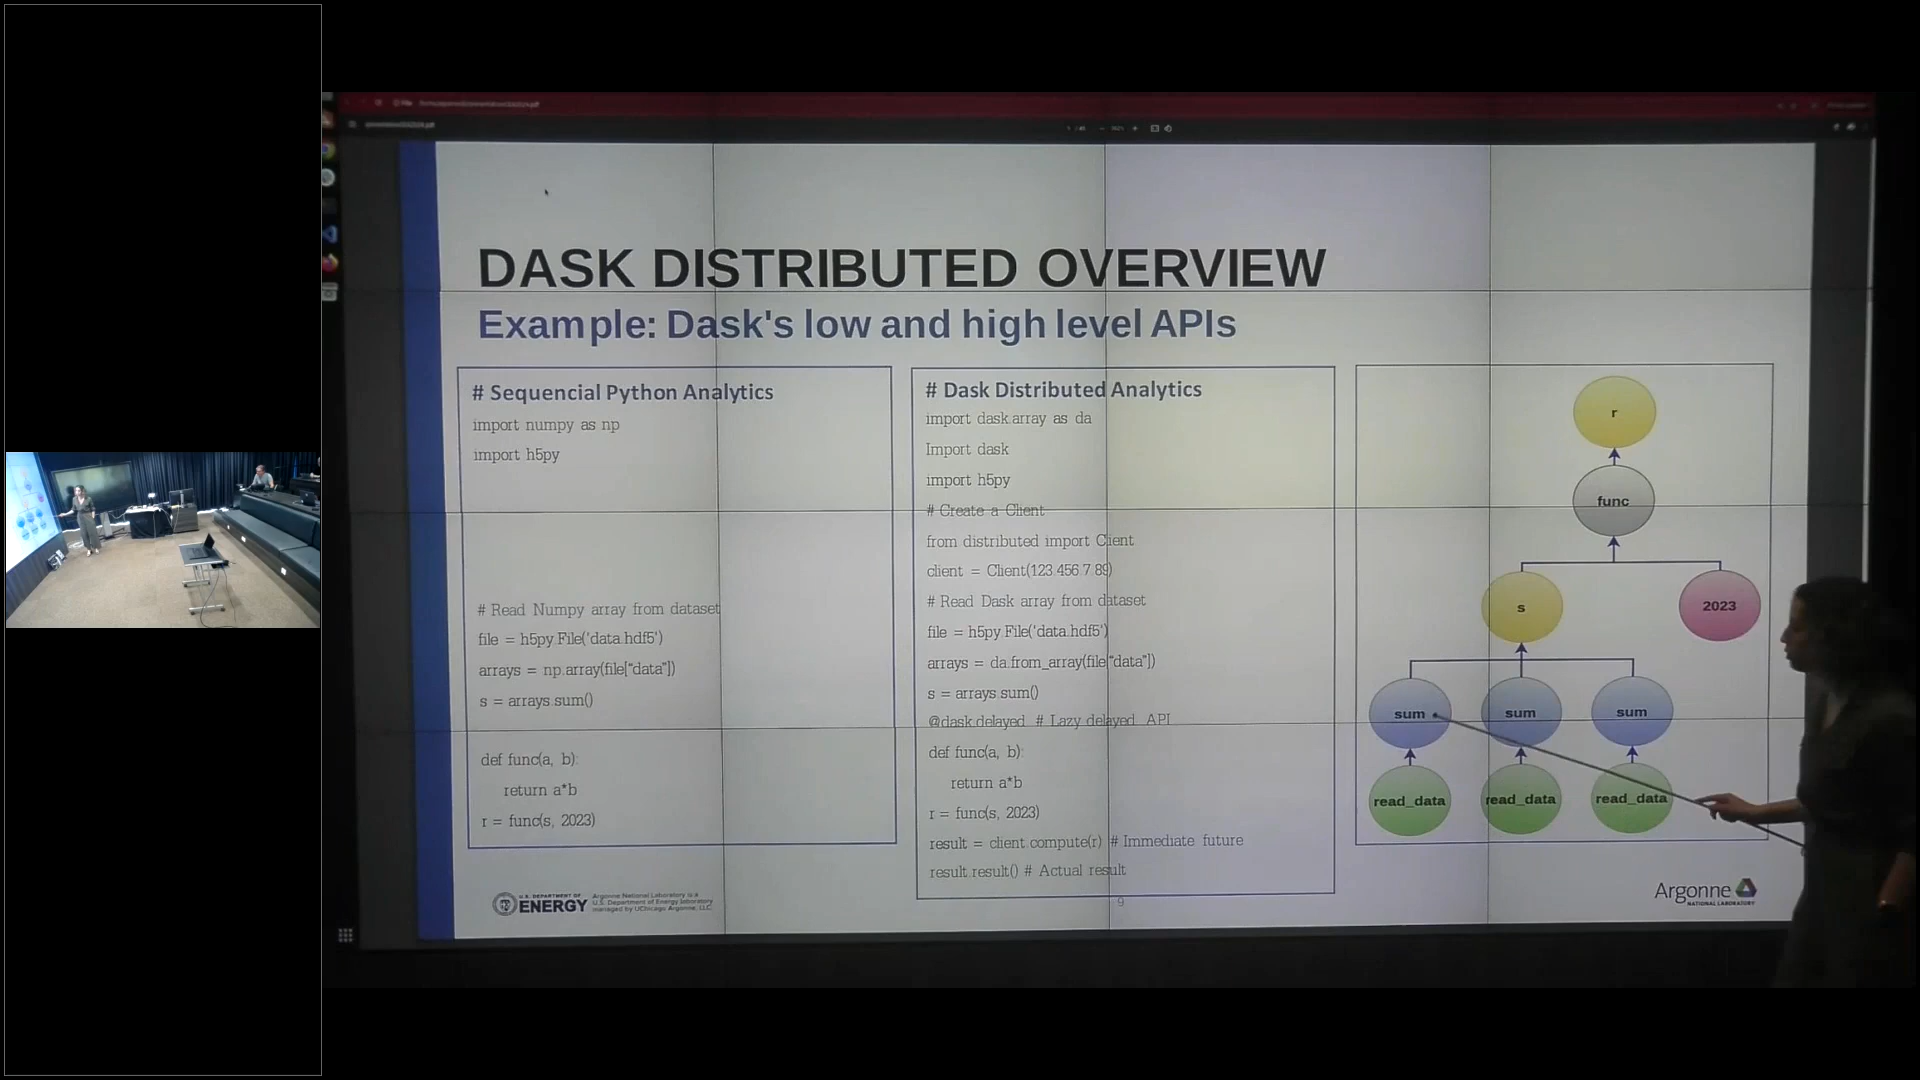 DASK DISTRIBUTED OVERVIEW
Example: Dask's low and high level APIs
# Sequencial Python Analytics
import numpy as np
import h5py
# Read Numpy array from dataset
file = h5py.File('data.hdf5')
arrays = np.array(file["data"])
s = arrays.sum()
def func(a, b):
return a*b
r = func(s, 2023)
# Dask Distributed Analytics
import dask.array as da
Import dask
import h5py
# Create a Client
from distributed import Client
client = Client(123.456.7.89)
# Read Dask array from dataset
file = h5py.File('data.hdf5')
arrays = da.from_array(file["data"])
s = arrays.sum()
@dask.delayed # Lazy delayed API
def func(a, b):
return a*b
r = func(s, 2023)
result = client.compute(r) # Immediate future
result.result() # Actual result
r
func
s
2023
sum
sum
sum
read_data
read_data
read_data
U.S. DEPARTMENT OF
ENERGY
Argonne National Laboratory is a
U.S. Department of Energy laboratory
managed by UChicago Argonne, LLC
9
Argonne
NATIONAL LABORATORY